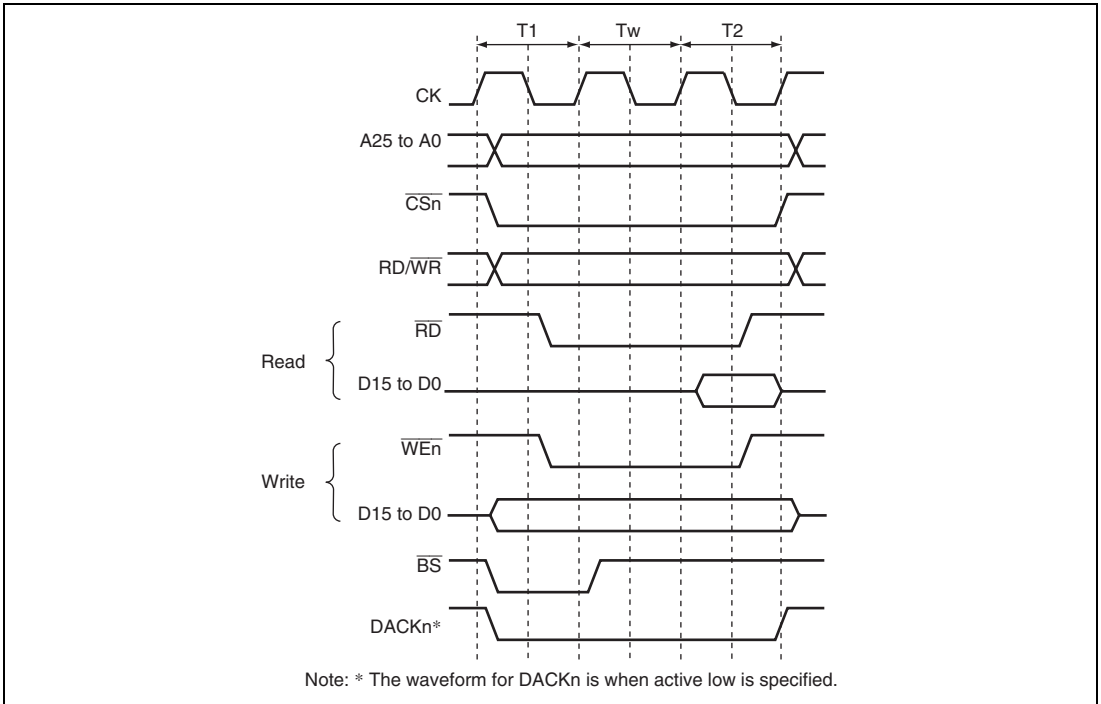 T1 Tw T2
CK
A25 to A0
CSn
RD/WR
RD
Read
D15 to D0
WEn
Write
D15 to D0
BS
DACKn*
Note: * The waveform for DACKn is when active low is specified.